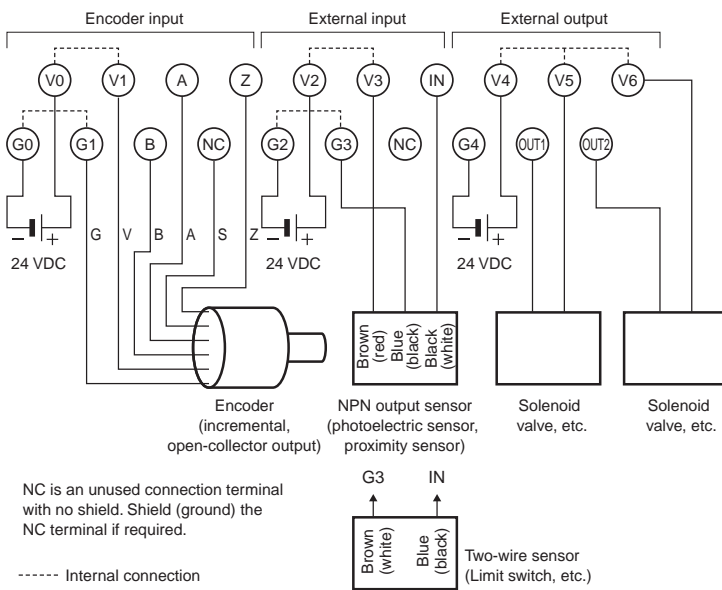 Encoder input External input External output
V0 V1 A Z V2 V3 IN V4 V5 V6
G0 G1 B NC G2 G3 NC G4 OUT1 OUT2
G V B A S Z
− + − + − +
24 VDC 24 VDC 24 VDC
Brown
(red)
Blue
(black)
Black
(white)
Encoder
(incremental,
open-collector output)
NPN output sensor
(photoelectric sensor,
proximity sensor)
Solenoid
valve, etc.
Solenoid
valve, etc.
NC is an unused connection terminal
with no shield. Shield (ground) the
NC terminal if required.
G3 IN
Brown
(white)
Blue
(black)
Two-wire sensor
(Limit switch, etc.)
Internal connection